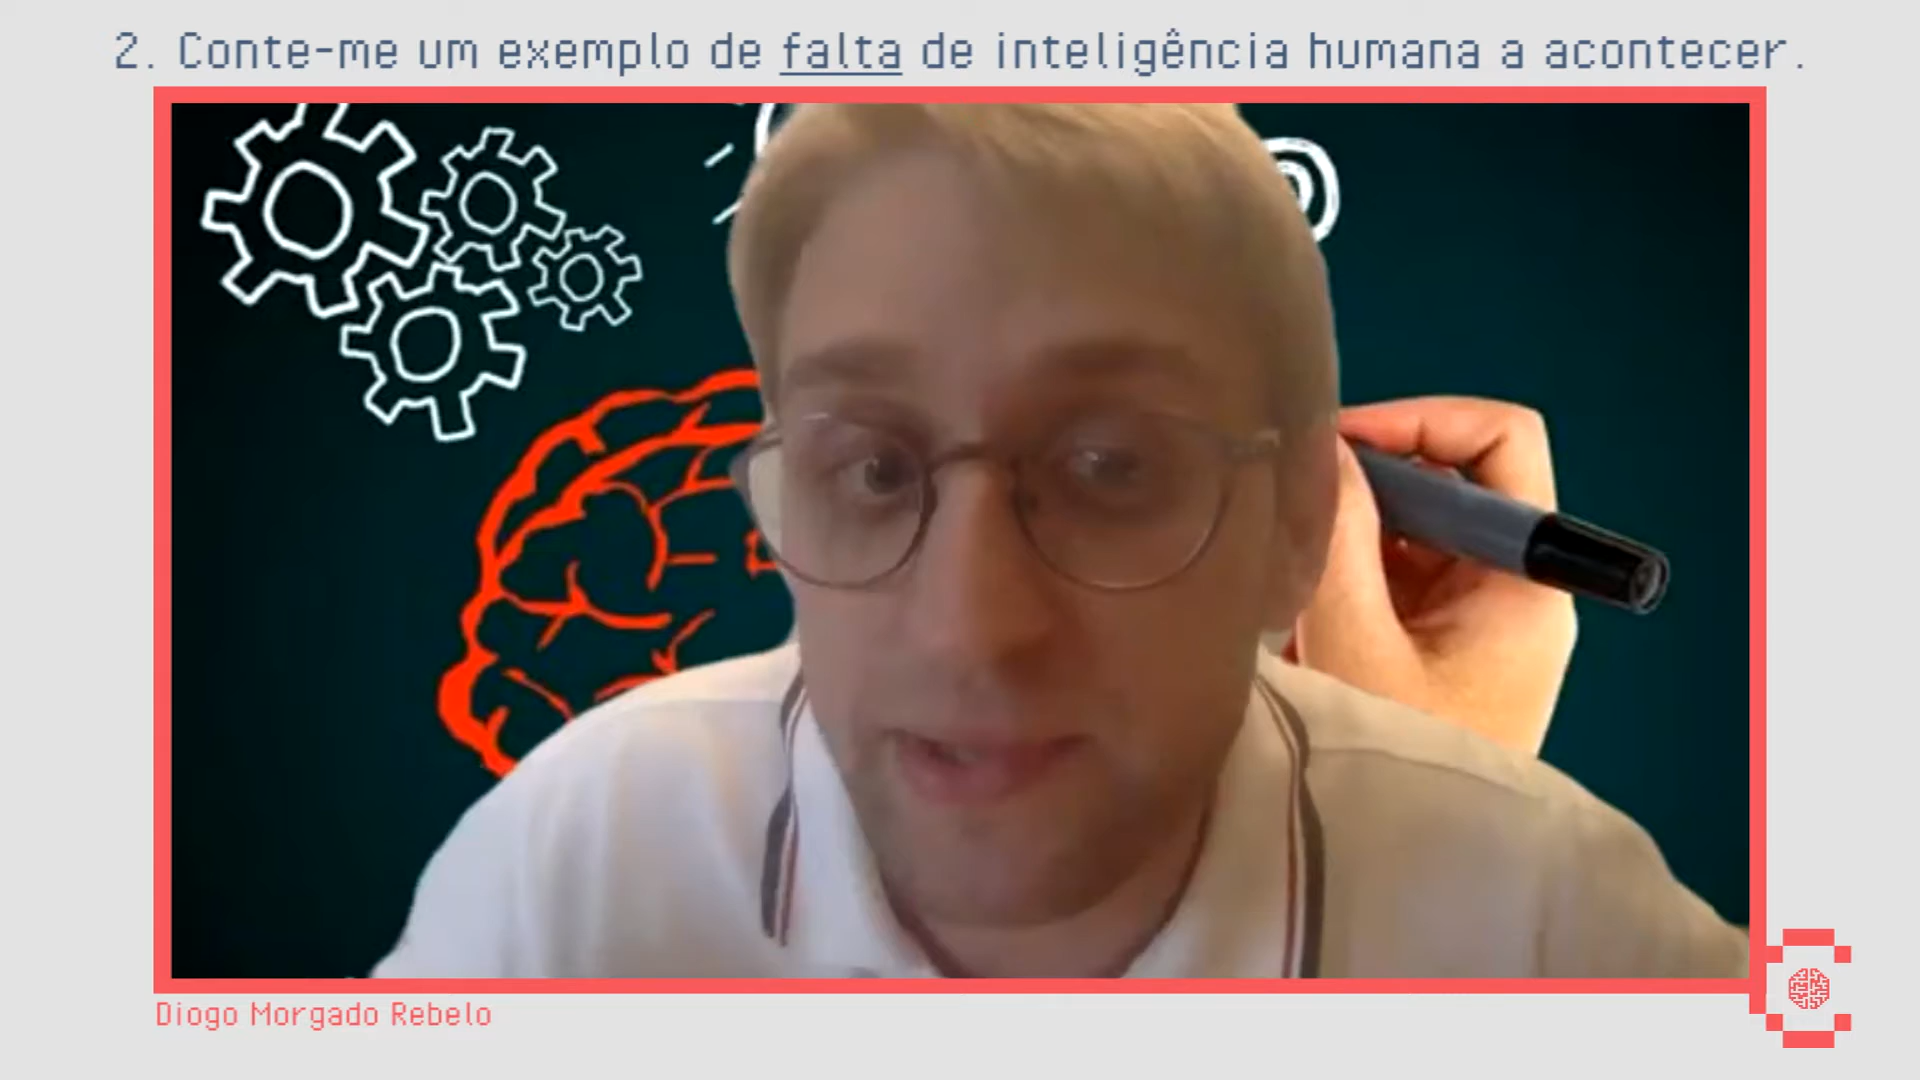 2. Conte-me um exemplo de falta de inteligência humana a acontecer.
Diogo Morgado Rebelo